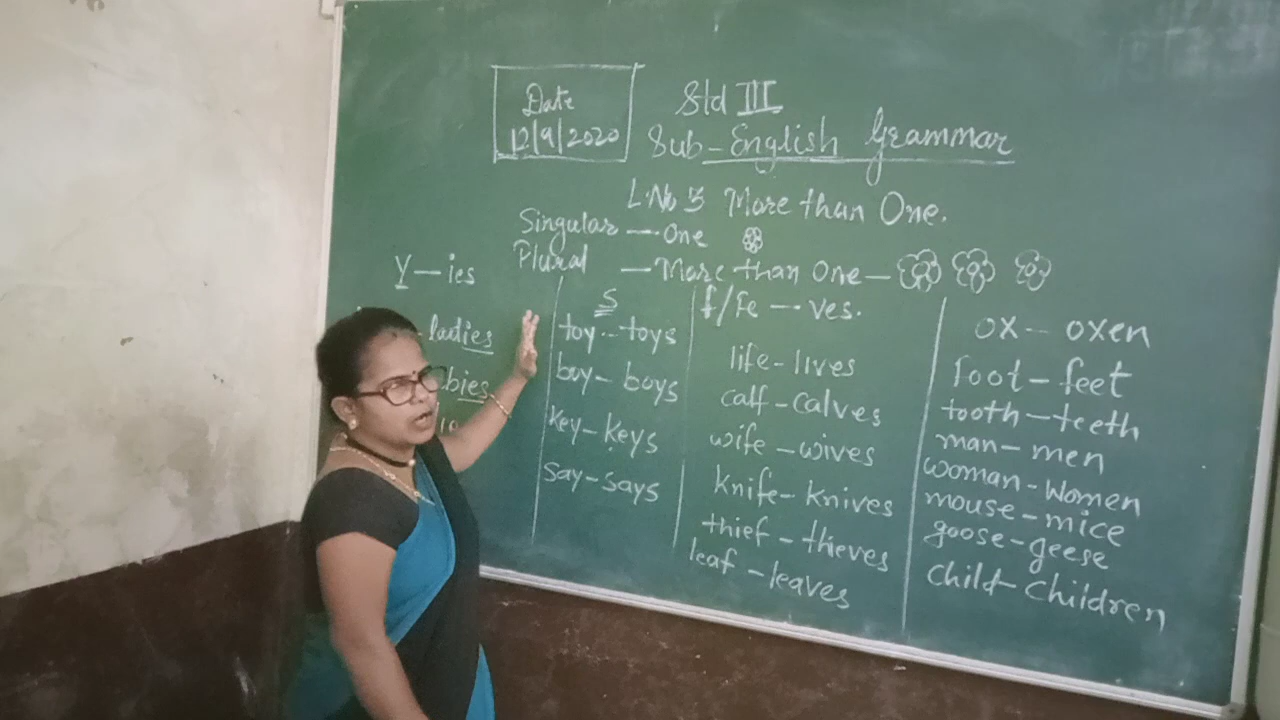 Date
12/9/2020
Std III
Sub-English Grammar
L.No 5 More than One.
Singular —. One
Plural — More than One —
Y — ies
ladies
bies
S
toy - toys
boy - boys
key - keys
say - says
f/fe — ves.
life - lives
calf - calves
wife - wives
knife - knives
thief - thieves
leaf - leaves
ox - oxen
foot - feet
tooth - teeth
man - men
woman - women
mouse - mice
goose - geese
child - children